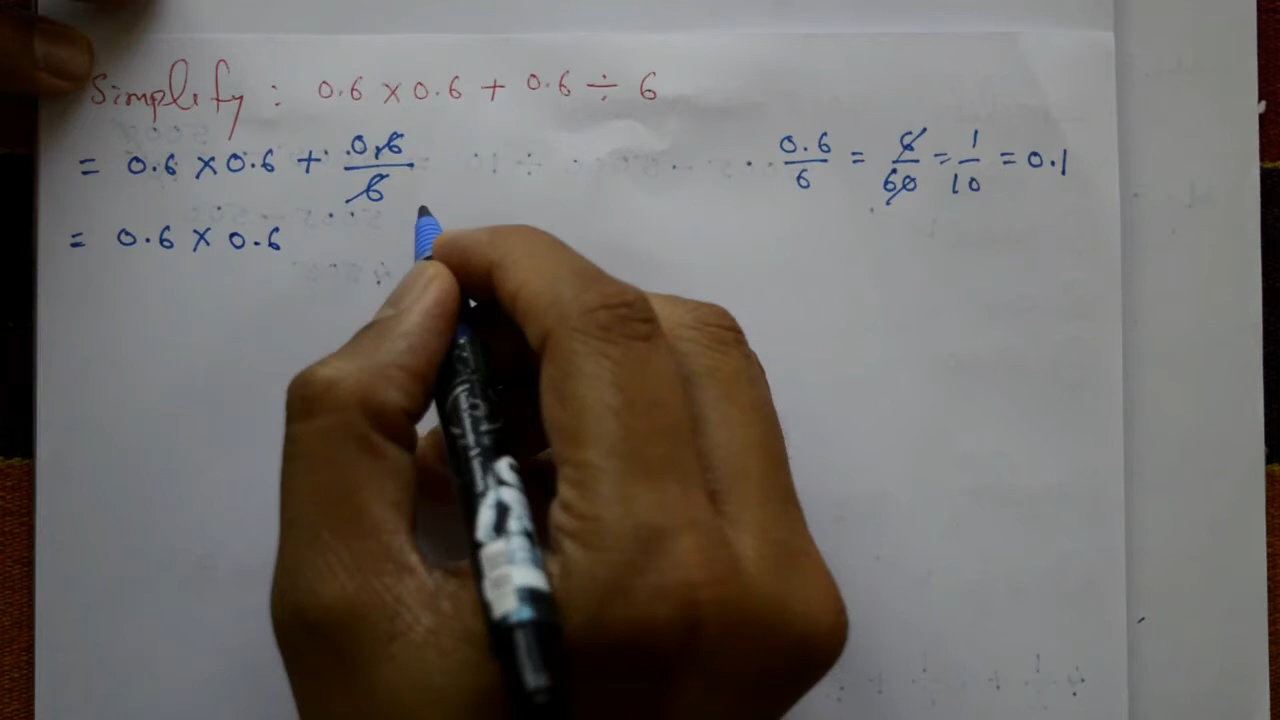 Simplify : 0.6 × 0.6 + 0.6 ÷ 6
= 0.6 × 0.6 + 0.6/6
0.6/6 = 6/60 = 1/10 = 0.1
= 0.6 × 0.6